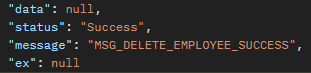 "data": null,
"status": "Success",
"message": "MSG_DELETE_EMPLOYEE_SUCCESS",
"ex": null